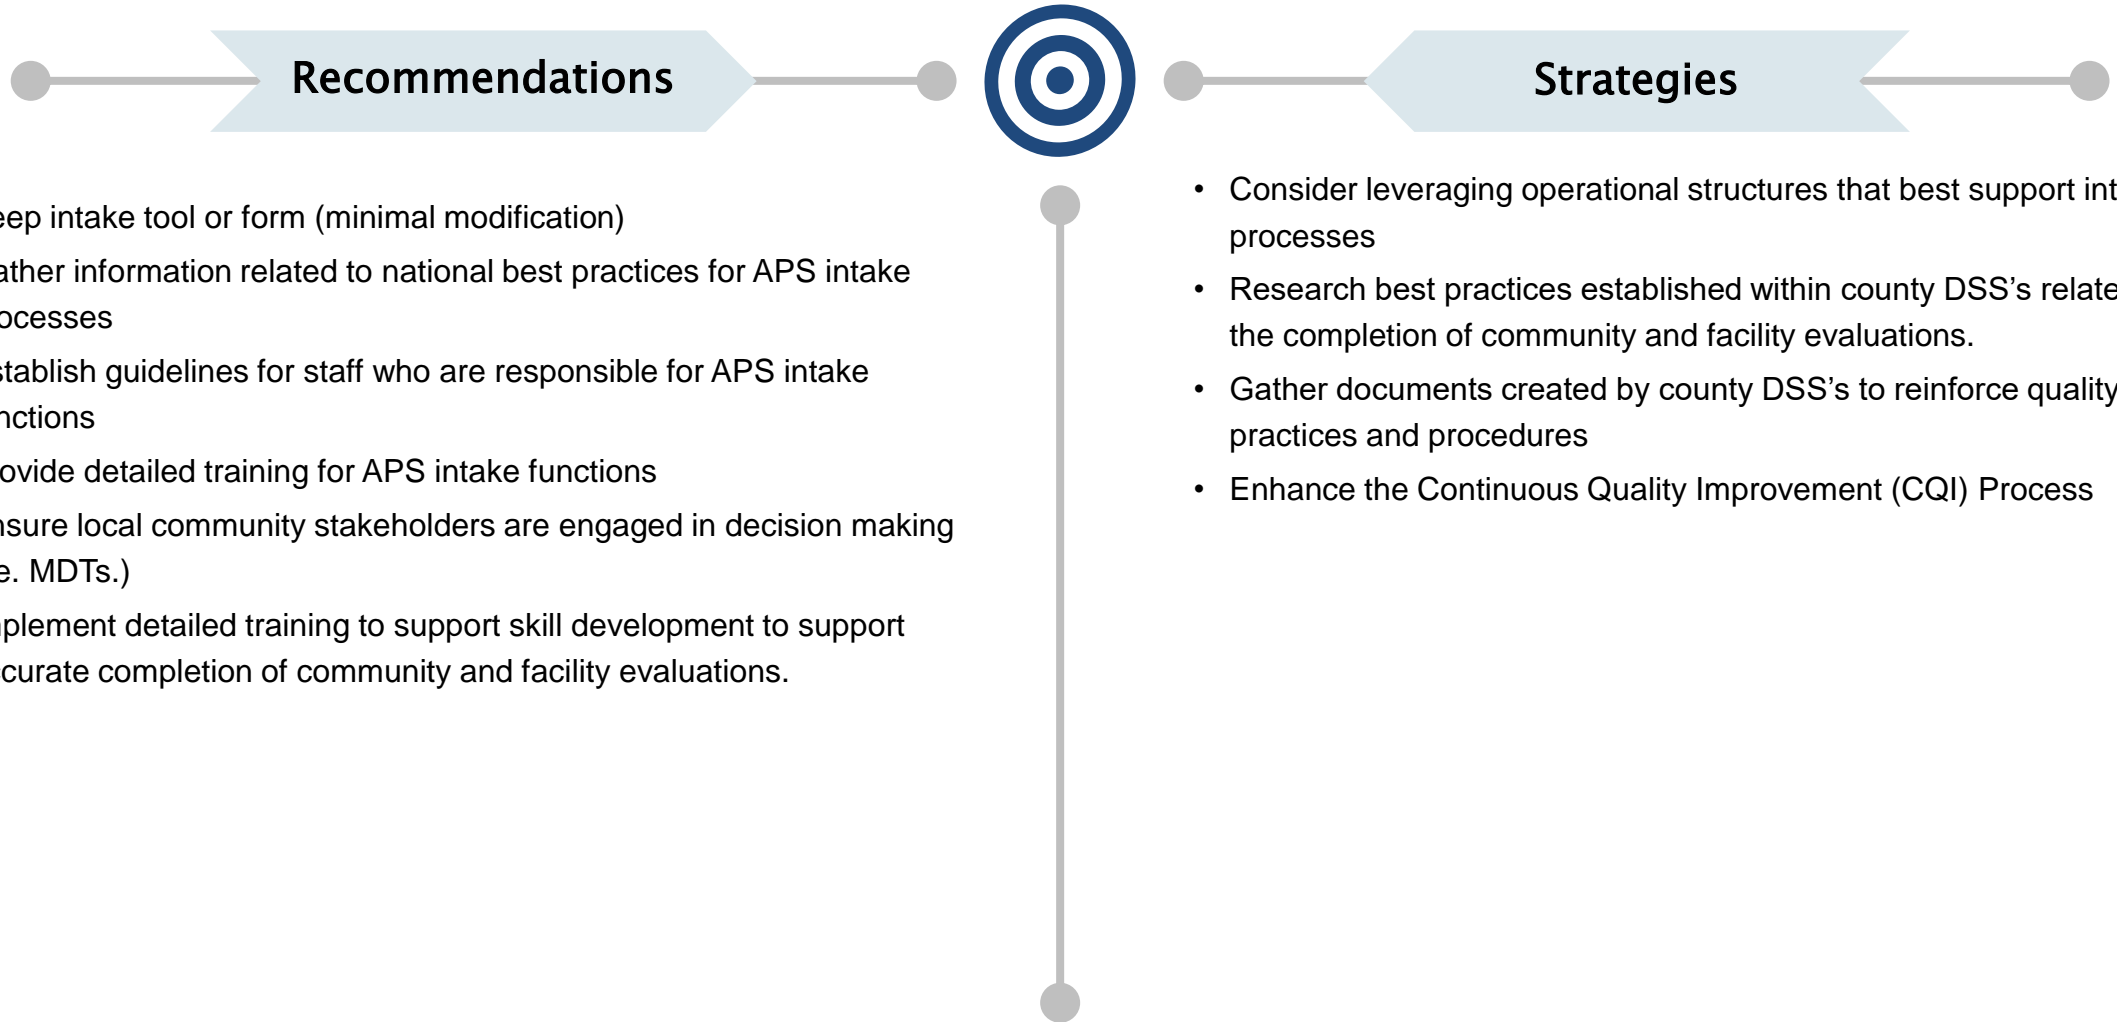 Recommendations
eep intake tool or form (minimal modification)
ather information related to national best practices for APS intake
ocesses
stablish guidelines for staff who are responsible for APS intake
nctions
ovide detailed training for APS intake functions
nsure local community stakeholders are engaged in decision making
e. MDTs.)
plement detailed training to support skill development to support
curate completion of community and facility evaluations.
Strategies
• Consider leveraging operational structures that best support int
processes
• Research best practices established within county DSS’s relate
the completion of community and facility evaluations.
• Gather documents created by county DSS’s to reinforce quality
practices and procedures
• Enhance the Continuous Quality Improvement (CQI) Process